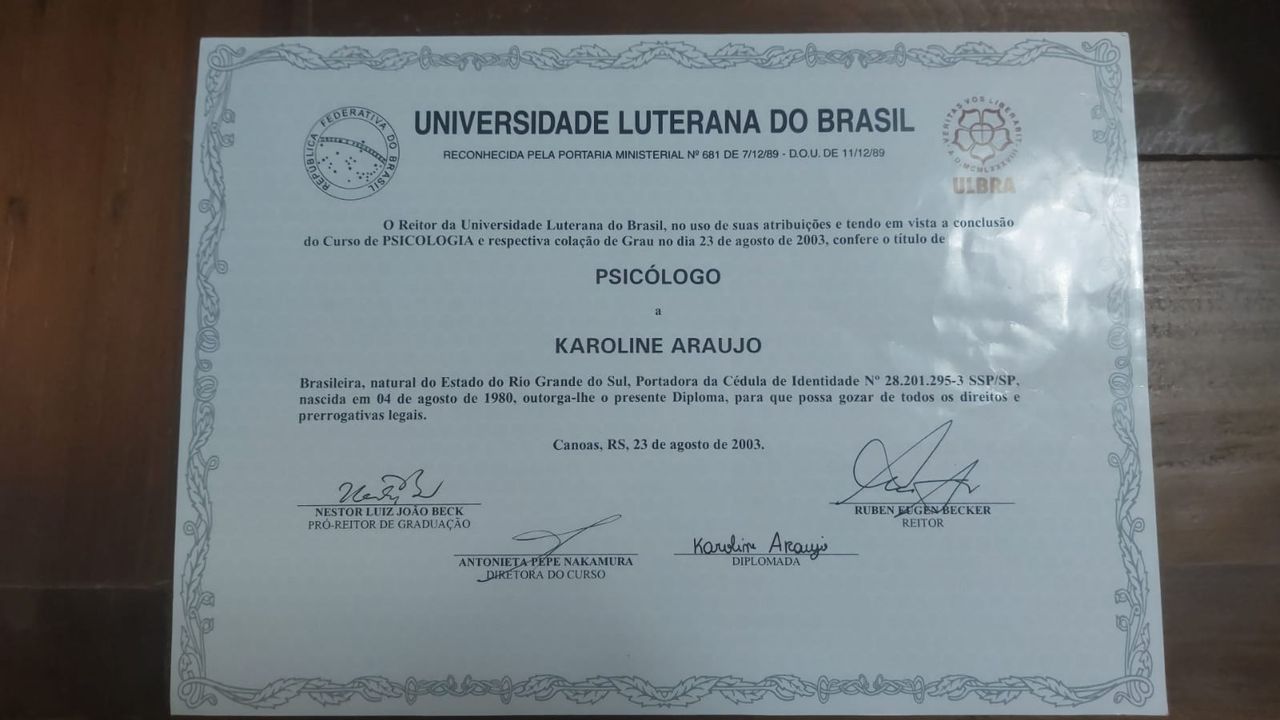 REPÚBLICA FEDERATIVA DO BRASIL
UNIVERSIDADE LUTERANA DO BRASIL
RECONHECIDA PELA PORTARIA MINISTERIAL Nº 681 DE 7/12/89 - D.O.U. DE 11/12/89
VERITAS VOS LIBERABIT
ULBRA
O Reitor da Universidade Luterana do Brasil, no uso de suas atribuições e tendo em vista a conclusão
do Curso de PSICOLOGIA e respectiva colação de Grau no dia 23 de agosto de 2003, confere o título de
PSICÓLOGO
a
KAROLINE ARAUJO
Brasileira, natural do Estado do Rio Grande do Sul, Portadora da Cédula de Identidade Nº 28.201.295-3 SSP/SP,
nascida em 04 de agosto de 1980, outorga-lhe o presente Diploma, para que possa gozar de todos os direitos e
prerrogativas legais.
Canoas, RS, 23 de agosto de 2003.
NESTOR LUIZ JOÃO BECK
PRÓ-REITOR DE GRADUAÇÃO
RUBEN EUGEN BECKER
REITOR
ANTONIETA PEPE NAKAMURA
DIRETORA DO CURSO
Karoline Araujo
DIPLOMADA